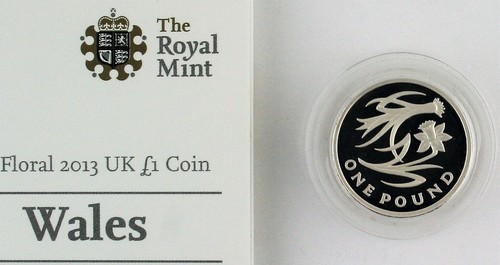 The
Royal
Mint
Floral 2013 UK £1 Coin
Wales
ONE POUND